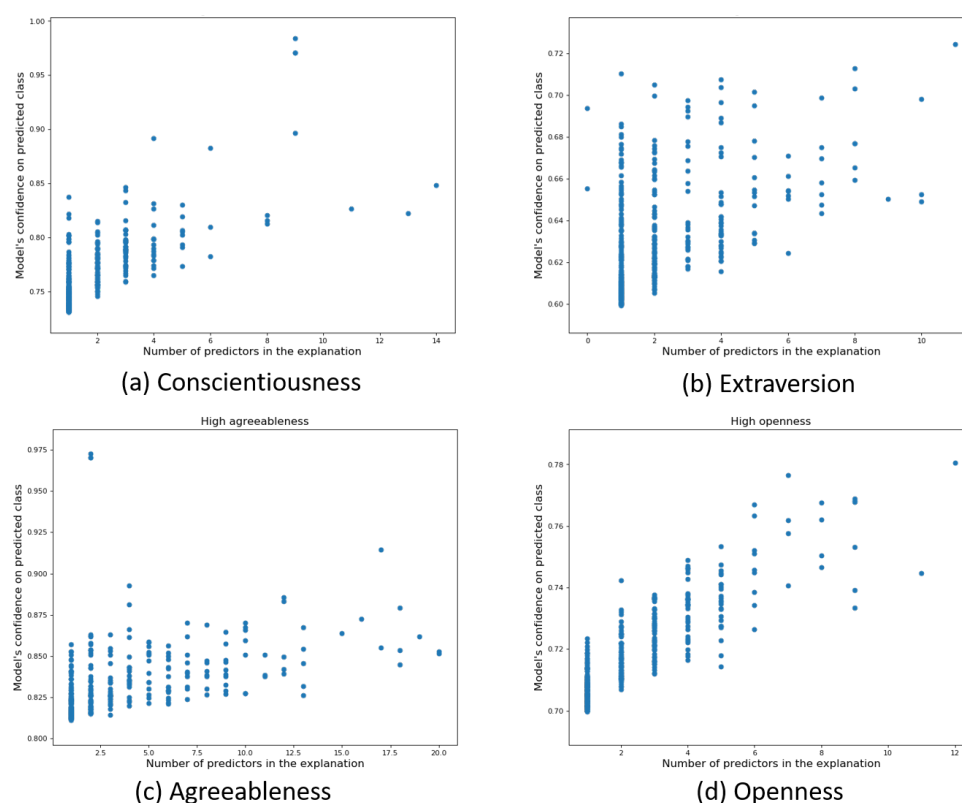 1.00
0.95
0.90
0.85
0.80
0.75
2 4 6 8 10 12 14
Model's confidence on predicted class
Number of predictors in the explanation
(a) Conscientiousness
0.72
0.70
0.68
0.66
0.64
0.62
0.60
0 2 4 6 8 10
Model's confidence on predicted class
Number of predictors in the explanation
(b) Extraversion
High agreeableness
0.975
0.950
0.925
0.900
0.875
0.850
0.825
0.800
2.5 5.0 7.5 10.0 12.5 15.0 17.5 20.0
Model's confidence on predicted class
Number of predictors in the explanation
(c) Agreeableness
High openness
0.78
0.76
0.74
0.72
0.70
2 4 6 8 10 12
Model's confidence on predicted class
Number of predictors in the explanation
(d) Openness